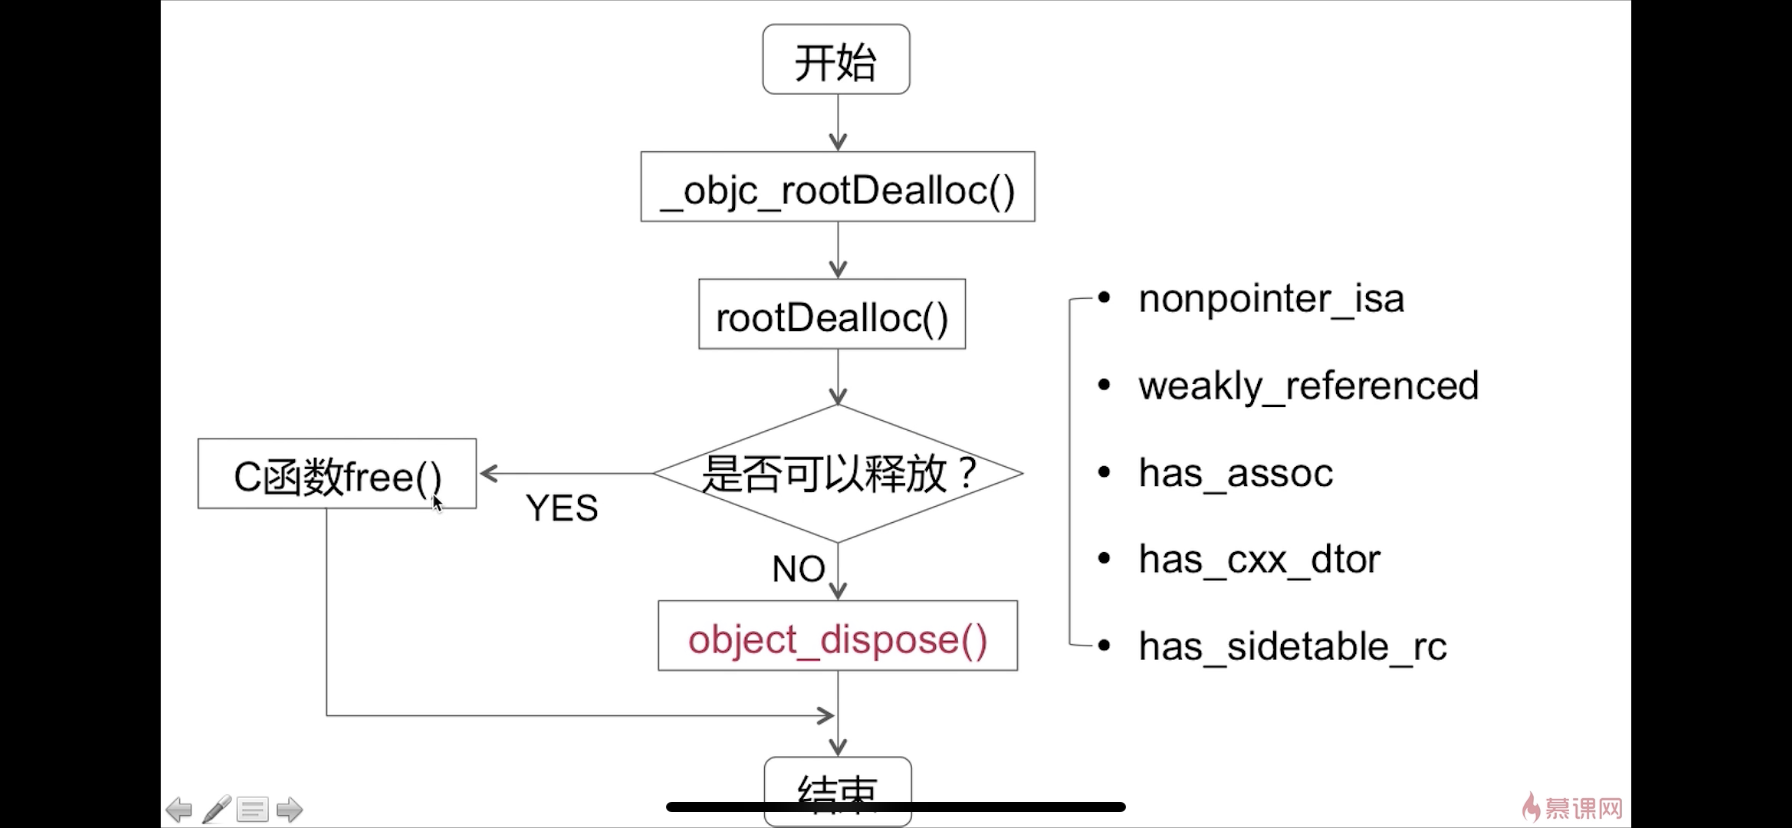 开始
_objc_rootDealloc()
rootDealloc()
是否可以释放？
YES
C函数free()
NO
object_dispose()
结束
• nonpointer_isa
• weakly_referenced
• has_assoc
• has_cxx_dtor
• has_sidetable_rc
慕课网